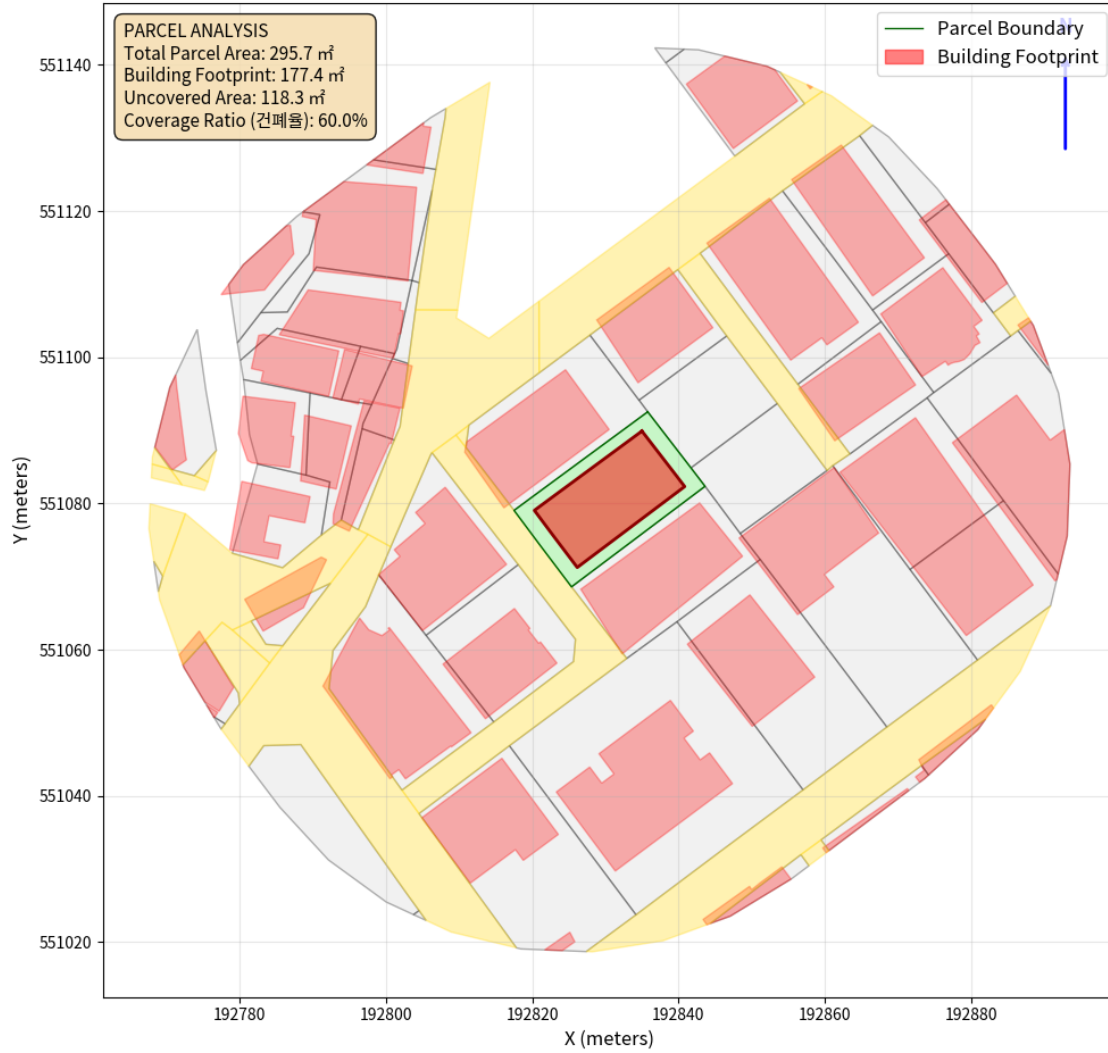 PARCEL ANALYSIS
Total Parcel Area: 295.7 ㎡
Building Footprint: 177.4 ㎡
Uncovered Area: 118.3 ㎡
Coverage Ratio (건폐율): 60.0%
Parcel Boundary
Building Footprint
N
551140
551120
551100
551080
551060
551040
551020
Y (meters)
192780
192800
192820
192840
192860
192880
X (meters)